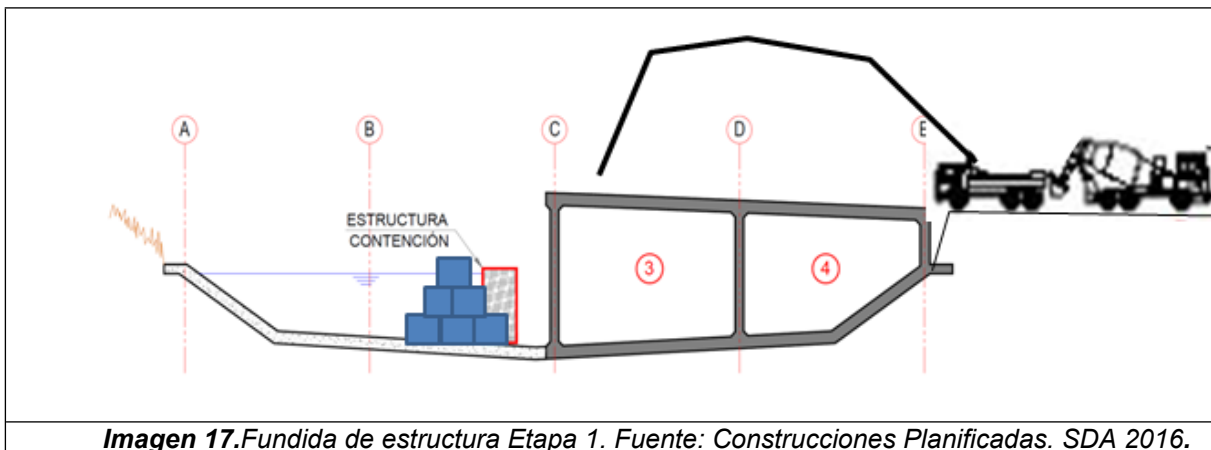 A
B
C
D
E
ESTRUCTURA
CONTENCIÓN
3
4
Imagen 17.Fundida de estructura Etapa 1. Fuente: Construcciones Planificadas. SDA 2016.